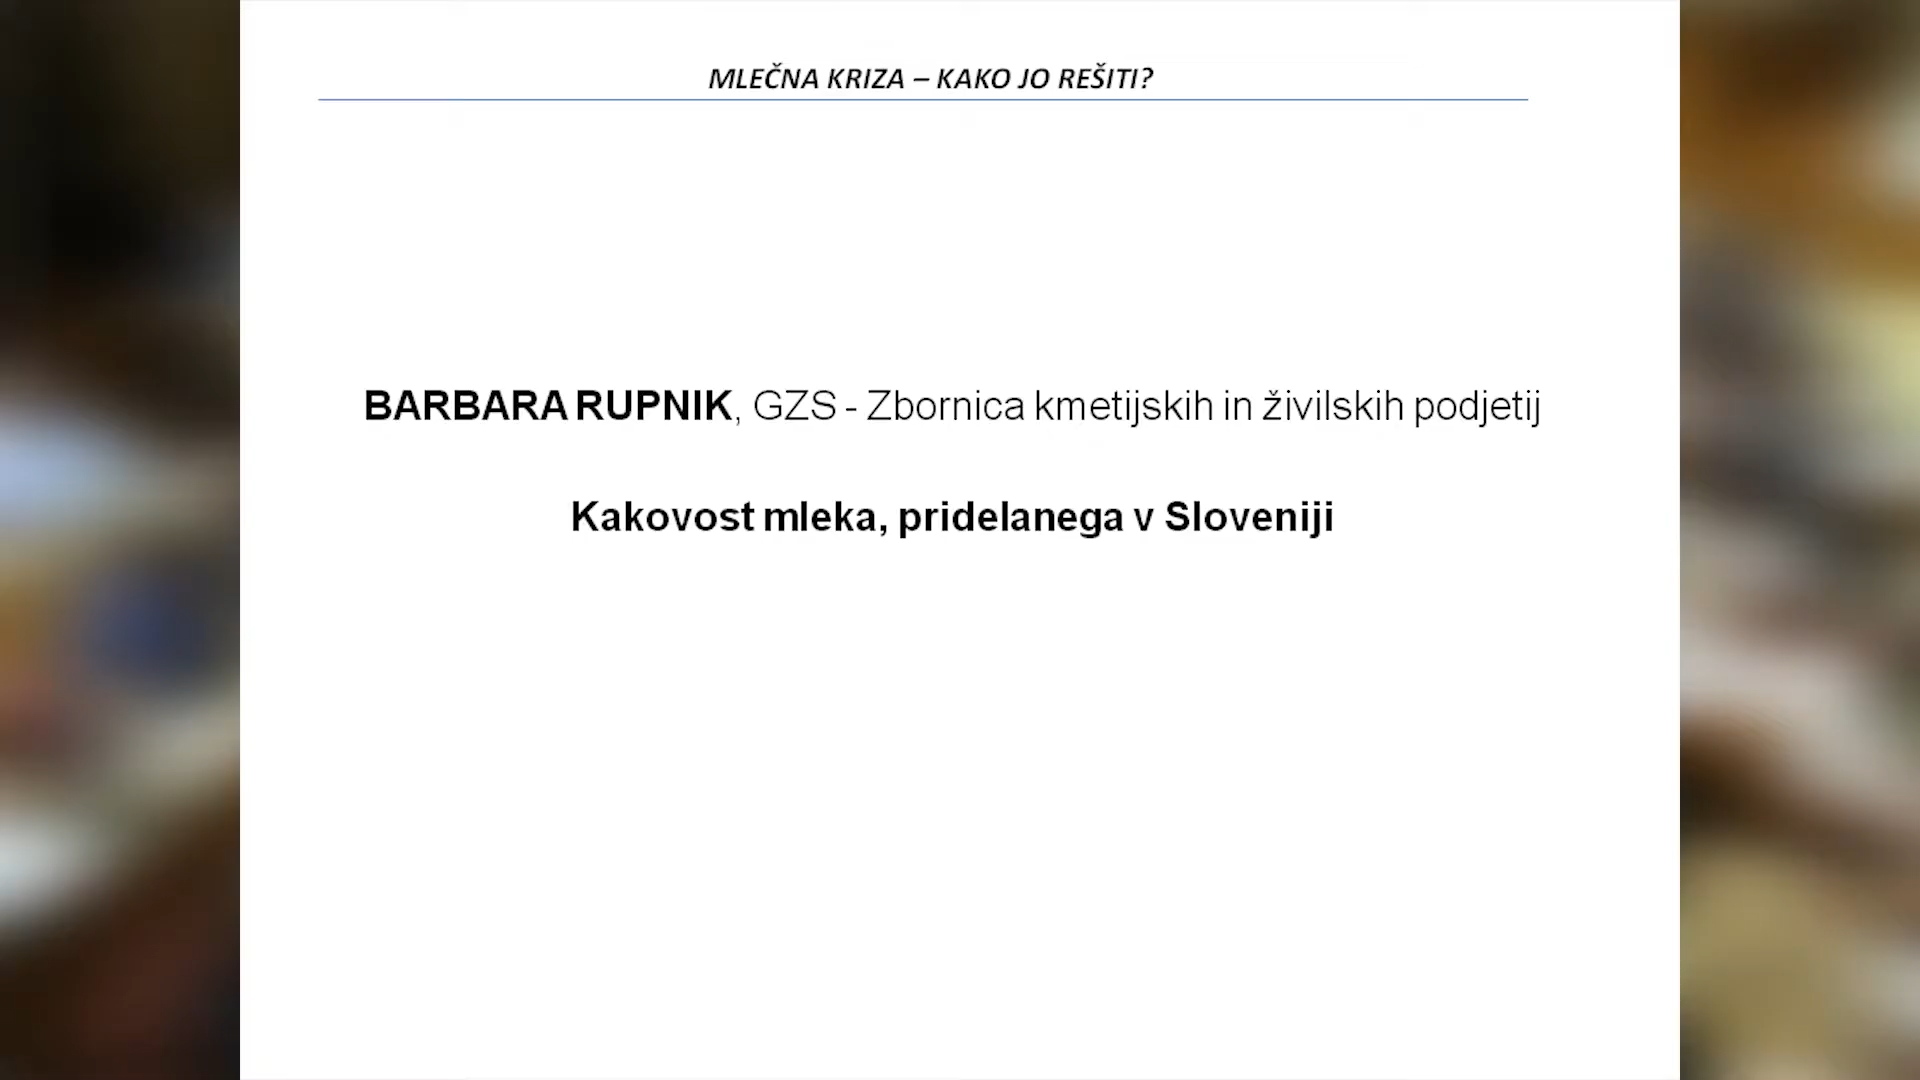 MLEČNA KRIZA – KAKO JO REŠITI?
BARBARA RUPNIK, GZS - Zbornica kmetijskih in živilskih podjetij
Kakovost mleka, pridelanega v Sloveniji